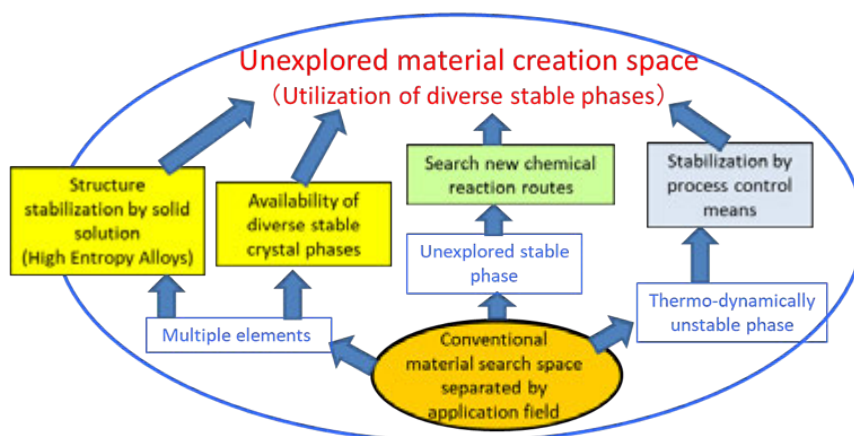 Unexplored material creation space
（Utilization of diverse stable phases）
Structure
stabilization by solid
solution
(High Entropy Alloys)
Availability of
diverse stable
crystal phases
Search new chemical
reaction routes
Stabilization by
process control
means
Unexplored stable
phase
Thermo-dynamically
unstable phase
Multiple elements
Conventional
material search space
separated by
application field